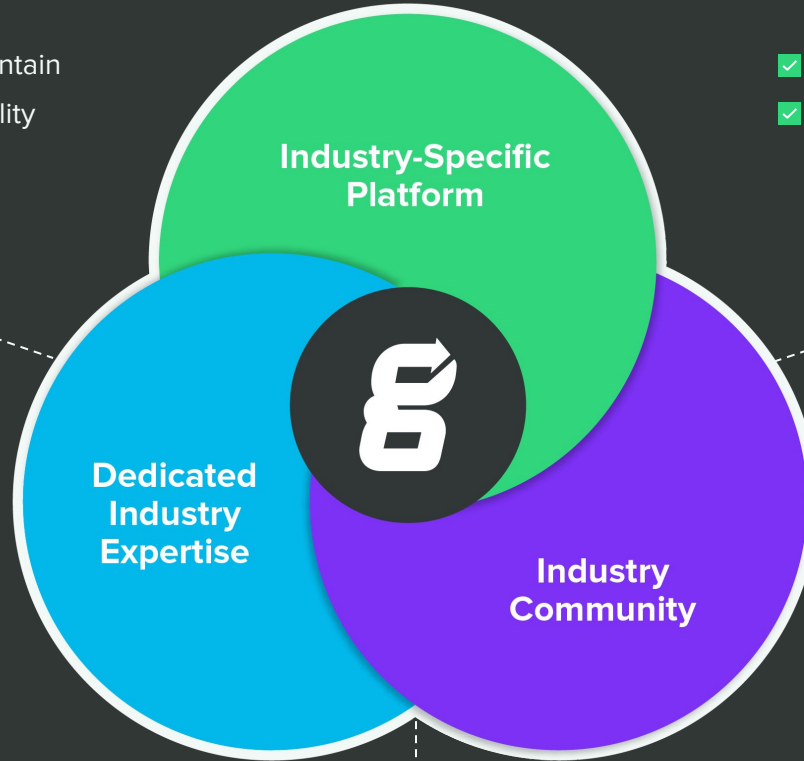 ntain
lity
Industry-Specific
Platform
g
Dedicated
Industry
Expertise
Industry
Community